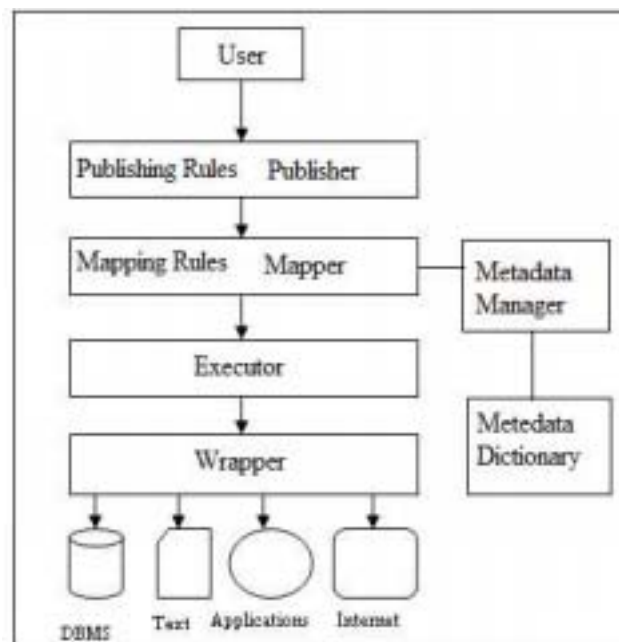 User
Publishing Rules Publisher
Mapping Rules Mapper
Metadata
Manager
Executor
Metedata
Dictionary
Wrapper
DBMS
Text
Applications
Internet